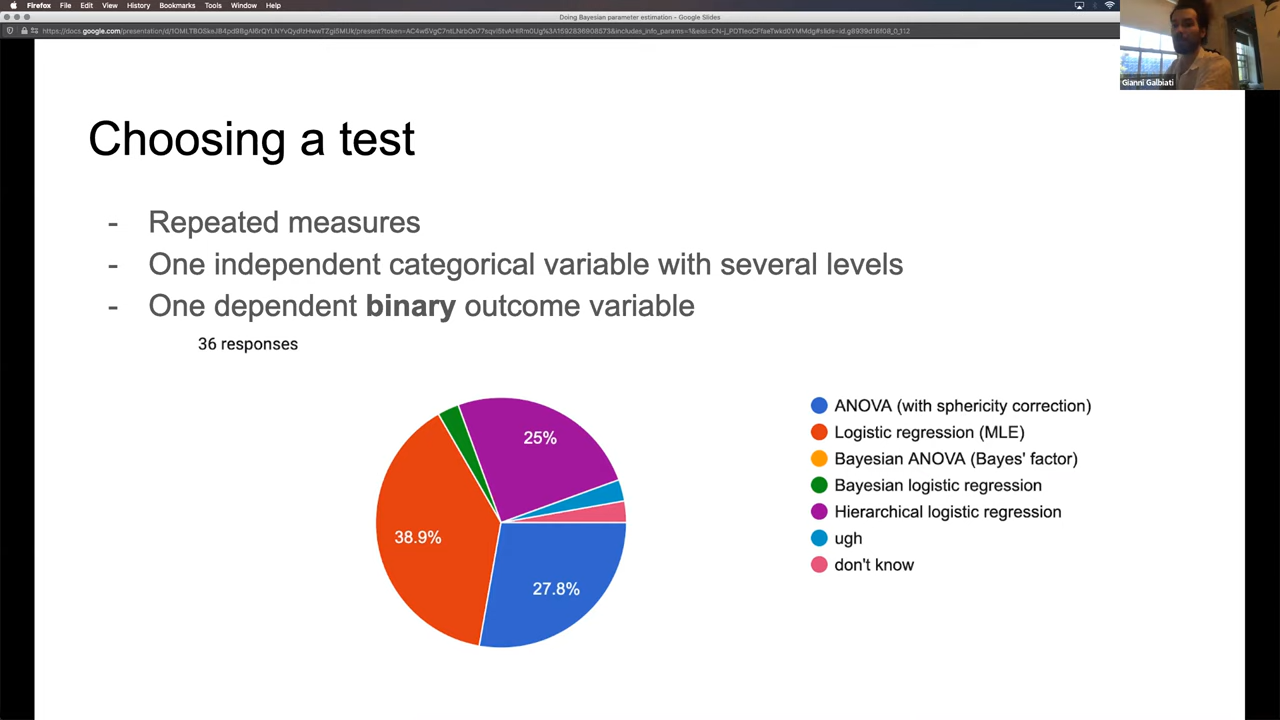 Firefox File Edit View History Bookmarks Tools Window Help
Doing Bayesian parameter estimation - Google Slides
Gianni Galbiati
Choosing a test
- Repeated measures
- One independent categorical variable with several levels
- One dependent binary outcome variable
36 responses
25%
38.9%
27.8%
ANOVA (with sphericity correction)
Logistic regression (MLE)
Bayesian ANOVA (Bayes' factor)
Bayesian logistic regression
Hierarchical logistic regression
ugh
don't know